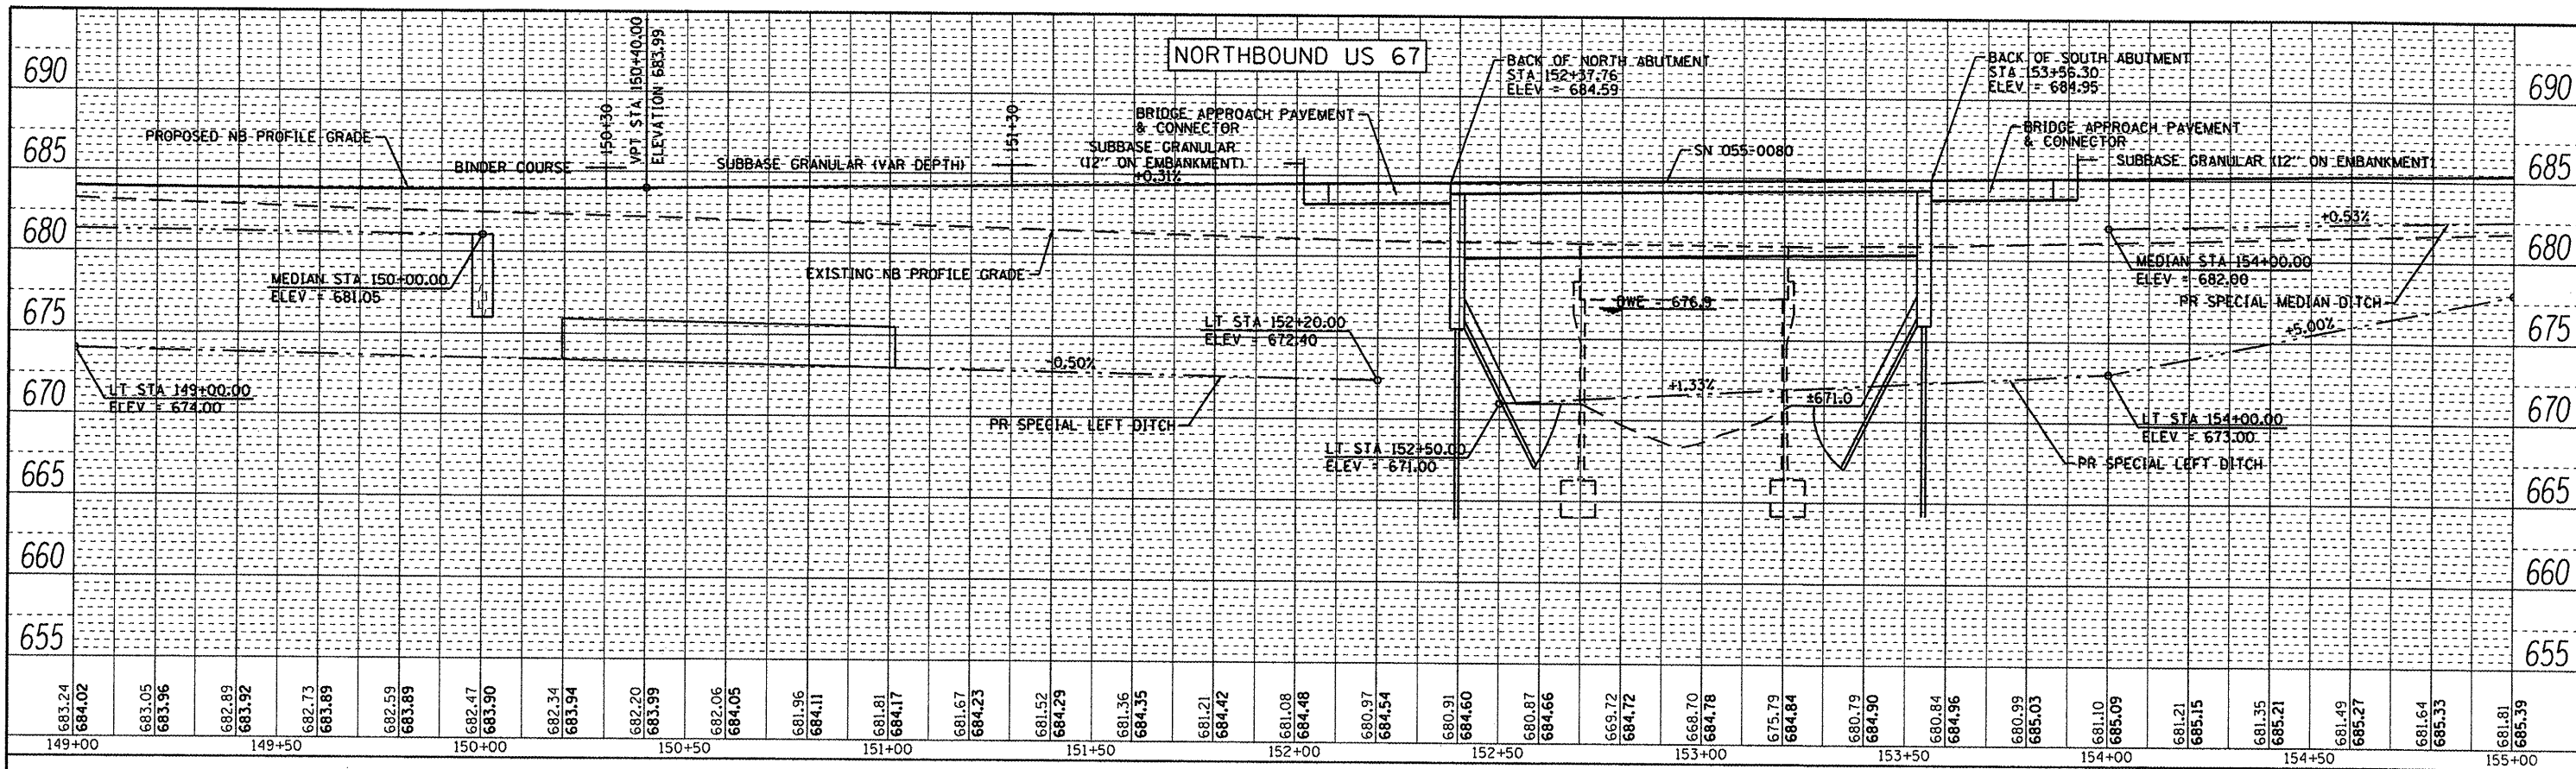 NORTHBOUND US 67
690
685
680
675
670
665
660
655
690
685
680
675
670
665
660
655
PROPOSED NB PROFILE GRADE
BINDER COURSE
150+30
VPT STA 150+40.00
ELEVATION 683.99
SUBBASE GRANULAR (VAR DEPTH)
151+30
SUBBASE GRANULAR
(12" ON EMBANKMENT)
+0.31%
BRIDGE APPROACH PAVEMENT
& CONNECTOR
BACK OF NORTH ABUTMENT
STA 152+37.76
ELEV = 684.59
SN 055-0080
BACK OF SOUTH ABUTMENT
STA 153+56.30
ELEV = 684.95
BRIDGE APPROACH PAVEMENT
& CONNECTOR
SUBBASE GRANULAR (12" ON EMBANKMENT)
MEDIAN STA 150+00.00
ELEV = 681.05
EXISTING NB PROFILE GRADE
DWE = 676.9
+0.53%
MEDIAN STA 154+00.00
ELEV = 682.00
PR SPECIAL MEDIAN DITCH
+5.00%
LT STA 149+00.00
ELEV = 674.00
-0.50%
LT STA 152+20.00
ELEV = 672.40
PR SPECIAL LEFT DITCH
+1.33%
±671.0
LT STA 152+50.00
ELEV = 671.00
LT STA 154+00.00
ELEV = 673.00
PR SPECIAL LEFT DITCH
683.24 684.02
683.05 683.96
682.89 683.92
682.73 683.89
682.59 683.89
682.47 683.90
682.34 683.94
682.20 683.99
682.06 684.05
681.96 684.11
681.81 684.17
681.67 684.23
681.52 684.29
681.36 684.35
681.21 684.42
681.08 684.48
680.97 684.54
680.91 684.60
680.87 684.66
669.72 684.72
668.70 684.78
675.79 684.84
680.79 684.90
680.84 684.96
680.99 685.03
681.10 685.09
681.21 685.15
681.35 685.21
681.49 685.27
681.64 685.33
681.81 685.39
149+00 149+50 150+00 150+50 151+00 151+50 152+00 152+50 153+00 153+50 154+00 154+50 155+00